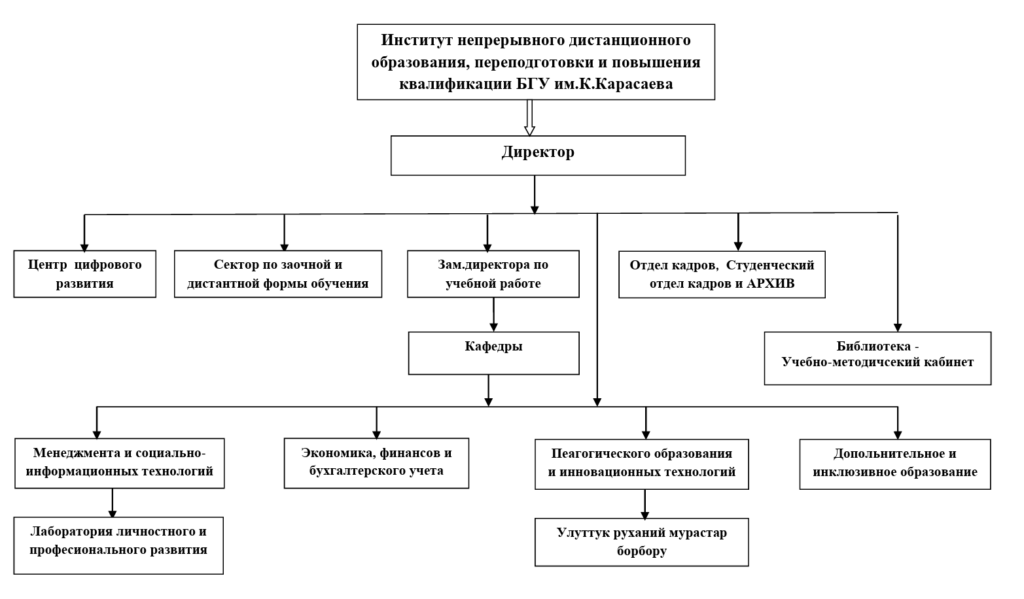 Институт непрерывного дистанционного
образования, переподготовки и повышения
квалификации БГУ им.К.Карасаева
Директор
Центр цифрового
развития
Сектор по заочной и
дистантной формы обучения
Зам.директора по
учебной работе
Отдел кадров, Студенческий
отдел кадров и АРХИВ
Кафедры
Библиотека -
Учебно-методичсекий кабинет
Менеджмента и социально-
информационных технологий
Экономика, финансов и
бухгалтерского учета
Пеагогического образования
и инновационных технологий
Допольнительное и
инклюзивное образование
Лаборатория личностного и
професионального развития
Улуттук руханий мурастар
борбору